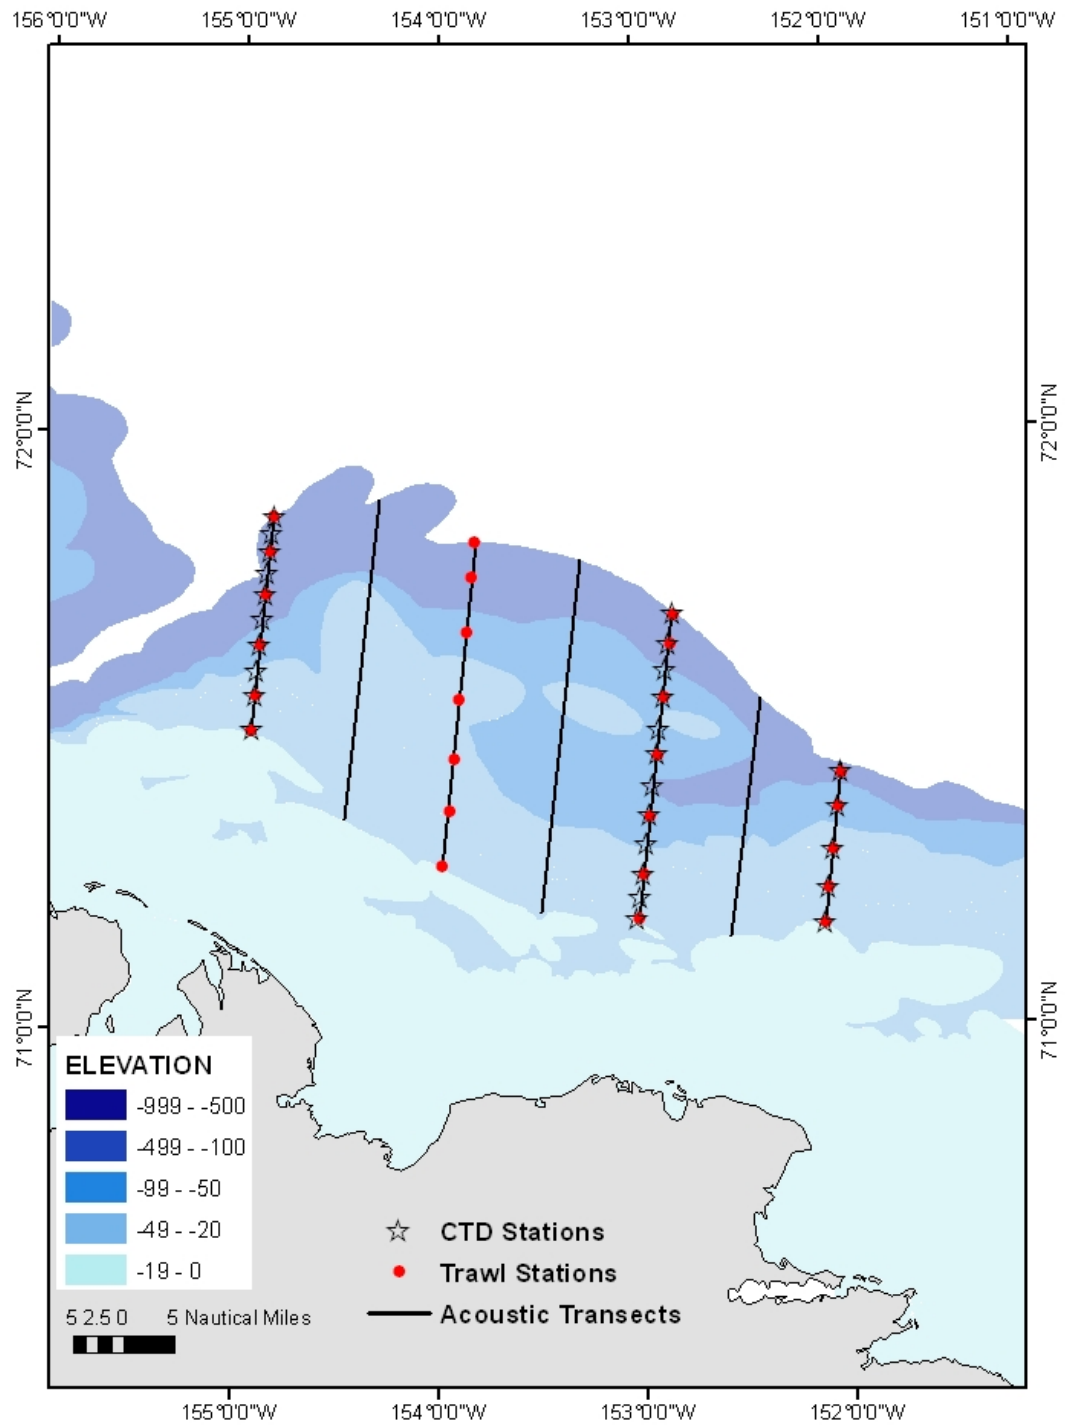 156°0'0"W 155°0'0"W 154°0'0"W 153°0'0"W 152°0'0"W 151°0'0"W
72°0'0"N 72°0'0"N
71°0'0"N 71°0'0"N
ELEVATION
-999 - -500
-499 - -100
-99 - -50
-49 - -20
-19 - 0
CTD Stations
Trawl Stations
Acoustic Transects
5 2.5 0 5 Nautical Miles
155°0'0"W 154°0'0"W 153°0'0"W 152°0'0"W